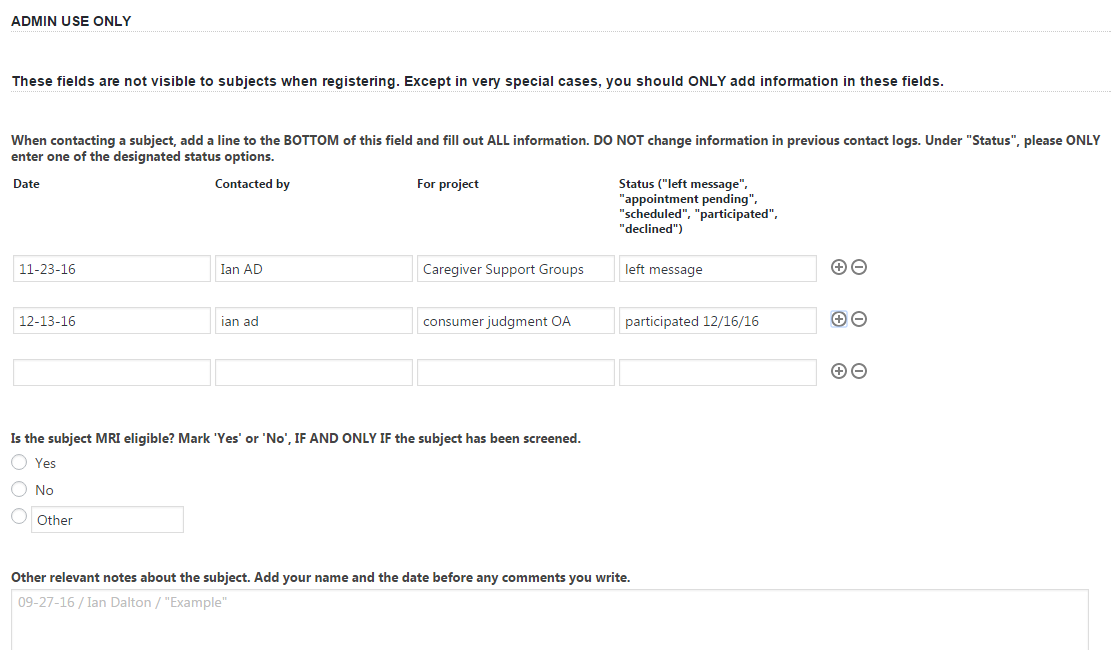 ADMIN USE ONLY
These fields are not visible to subjects when registering. Except in very special cases, you should ONLY add information in these fields.
When contacting a subject, add a line to the BOTTOM of this field and fill out ALL information. DO NOT change information in previous contact logs. Under "Status", please ONLY
enter one of the designated status options.
Date Contacted by For project Status ("left message",
"appointment pending",
"scheduled", "participated",
"declined")
11-23-16 Ian AD Caregiver Support Groups left message
12-13-16 ian ad consumer judgment OA participated 12/16/16
Is the subject MRI eligible? Mark 'Yes' or 'No', IF AND ONLY IF the subject has been screened.
Yes
No
Other
Other relevant notes about the subject. Add your name and the date before any comments you write.
09-27-16 / Ian Dalton / "Example"